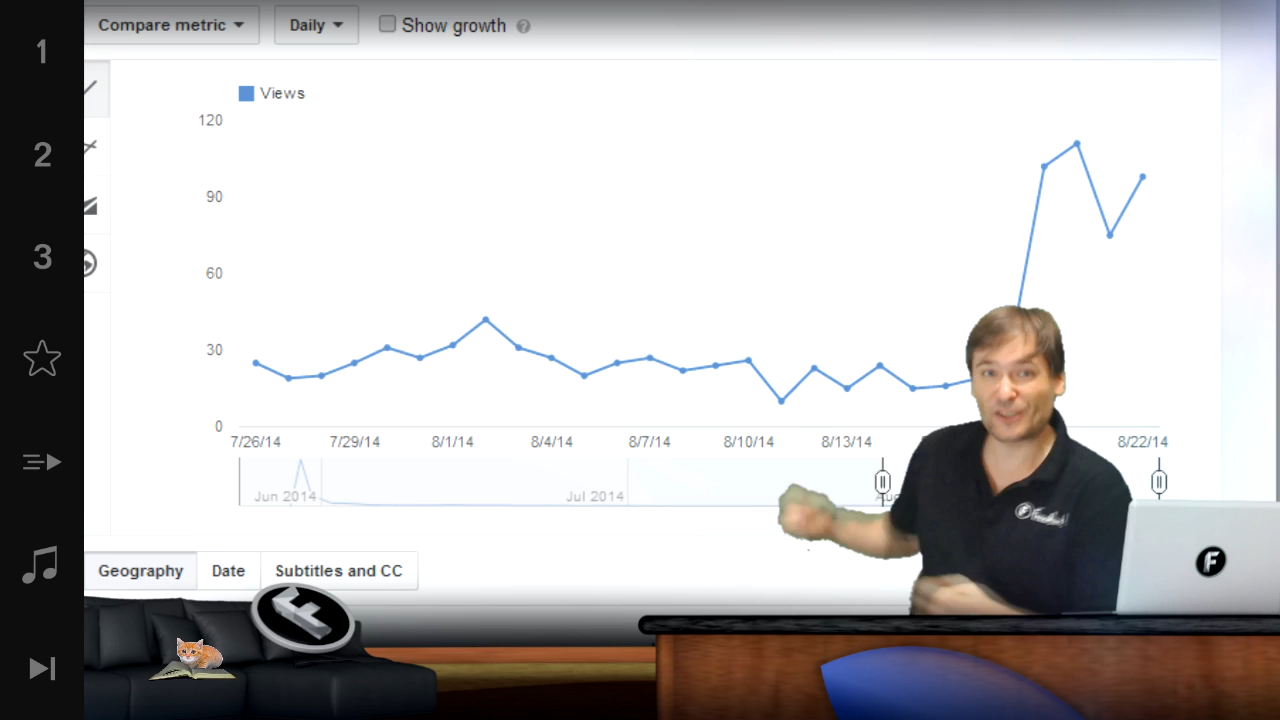 1
2
3
Compare metric
Daily
Show growth
?
Views
120
90
60
30
0
7/26/14 7/29/14 8/1/14 8/4/14 8/7/14 8/10/14 8/13/14 8/22/14
Jun 2014 Jul 2014
Geography Date Subtitles and CC
F
F